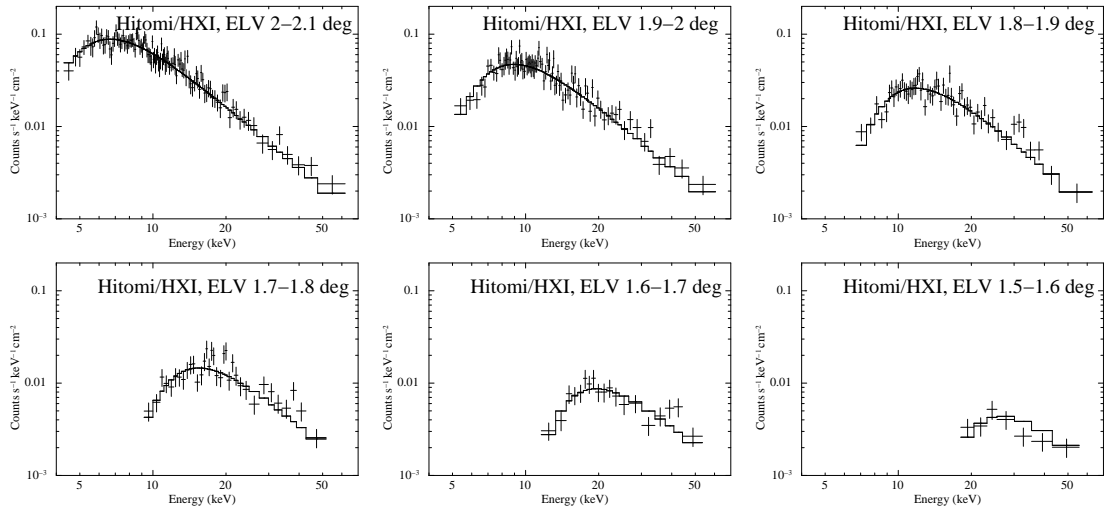 Hitomi/HXI, ELV 2–2.1 deg
0.1
0.01
10⁻³
Counts s⁻¹ keV⁻¹ cm⁻²
5 10 20 50
Energy (keV)
Hitomi/HXI, ELV 1.9–2 deg
0.1
0.01
10⁻³
Counts s⁻¹ keV⁻¹ cm⁻²
5 10 20 50
Energy (keV)
Hitomi/HXI, ELV 1.8–1.9 deg
0.1
0.01
10⁻³
Counts s⁻¹ keV⁻¹ cm⁻²
5 10 20 50
Energy (keV)
Hitomi/HXI, ELV 1.7–1.8 deg
0.1
0.01
10⁻³
Counts s⁻¹ keV⁻¹ cm⁻²
5 10 20 50
Energy (keV)
Hitomi/HXI, ELV 1.6–1.7 deg
0.1
0.01
10⁻³
Counts s⁻¹ keV⁻¹ cm⁻²
5 10 20 50
Energy (keV)
Hitomi/HXI, ELV 1.5–1.6 deg
0.1
0.01
10⁻³
Counts s⁻¹ keV⁻¹ cm⁻²
5 10 20 50
Energy (keV)